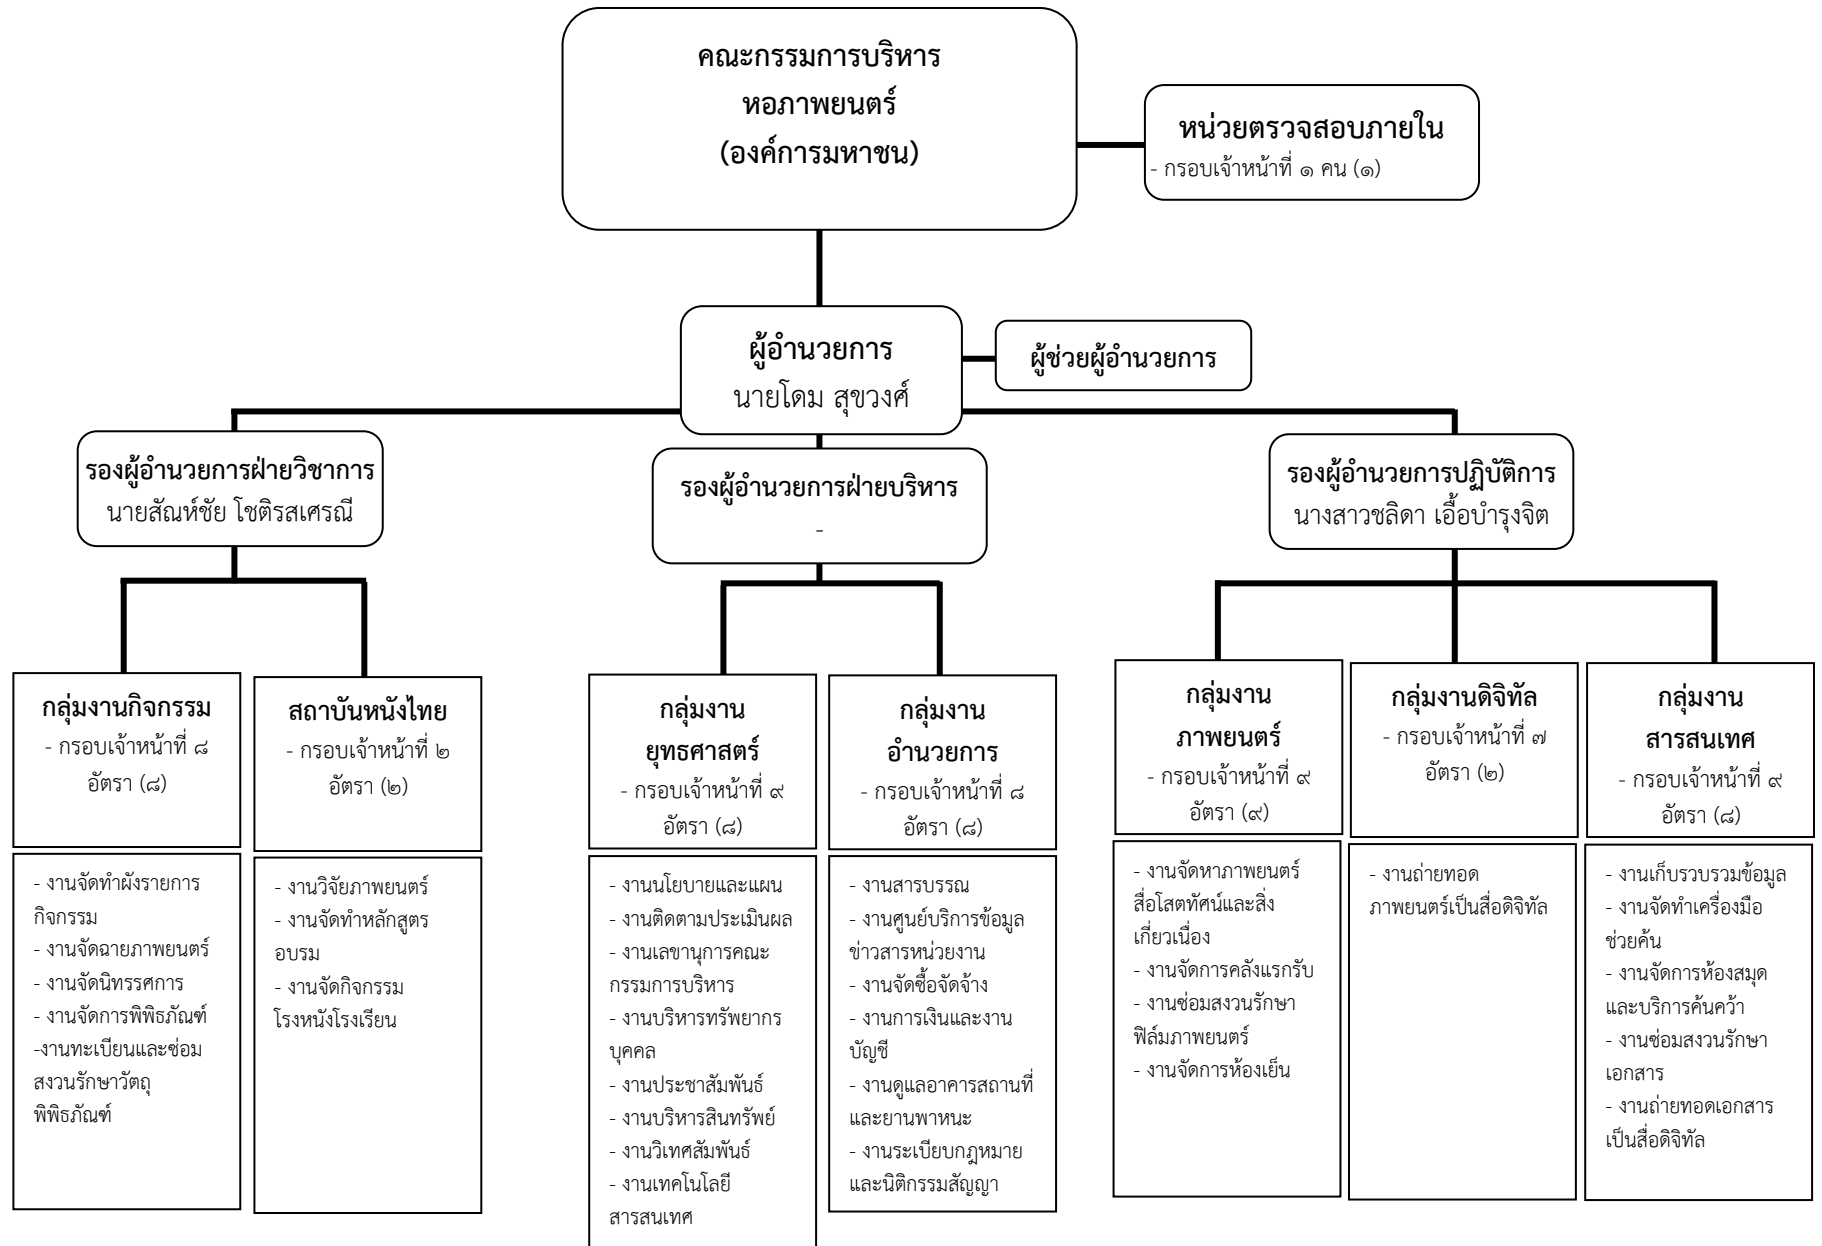 คณะกรรมการบริหาร
หอภาพยนตร์
(องค์การมหาชน)
หน่วยตรวจสอบภายใน
- กรอบเจ้าหน้าที่ ๑ คน (๑)
ผู้อำนวยการ
นายโดม สุขวงศ์
ผู้ช่วยผู้อำนวยการ
รองผู้อำนวยการฝ่ายวิชาการ
นายสัณห์ชัย โชติรสเศรณี
รองผู้อำนวยการฝ่ายบริหาร
-
รองผู้อำนวยการปฏิบัติการ
นางสาวชลิดา เอื้อบำรุงจิต
กลุ่มงานกิจกรรม
- กรอบเจ้าหน้าที่ ๘
อัตรา (๘)
สถาบันหนังไทย
- กรอบเจ้าหน้าที่ ๒
อัตรา (๒)
กลุ่มงาน
ยุทธศาสตร์
- กรอบเจ้าหน้าที่ ๙
อัตรา (๘)
กลุ่มงาน
อำนวยการ
- กรอบเจ้าหน้าที่ ๘
อัตรา (๘)
กลุ่มงาน
ภาพยนตร์
- กรอบเจ้าหน้าที่ ๙
อัตรา (๙)
กลุ่มงานดิจิทัล
- กรอบเจ้าหน้าที่ ๗
อัตรา (๒)
กลุ่มงาน
สารสนเทศ
- กรอบเจ้าหน้าที่ ๙
อัตรา (๘)
- งานจัดทำผังรายการ
กิจกรรม
- งานจัดฉายภาพยนตร์
- งานจัดนิทรรศการ
- งานจัดการพิพิธภัณฑ์
-งานทะเบียนและซ่อม
สงวนรักษาวัตถุ
พิพิธภัณฑ์
- งานวิจัยภาพยนตร์
- งานจัดทำหลักสูตร
อบรม
- งานจัดกิจกรรม
โรงหนังโรงเรียน
- งานนโยบายและแผน
- งานติดตามประเมินผล
- งานเลขานุการคณะ
กรรมการบริหาร
- งานบริหารทรัพยากร
บุคคล
- งานประชาสัมพันธ์
- งานบริหารสินทรัพย์
- งานวิเทศสัมพันธ์
- งานเทคโนโลยี
สารสนเทศ
- งานสารบรรณ
- งานศูนย์บริการข้อมูล
ข่าวสารหน่วยงาน
- งานจัดซื้อจัดจ้าง
- งานการเงินและงาน
บัญชี
- งานดูแลอาคารสถานที่
และยานพาหนะ
- งานระเบียบกฎหมาย
และนิติกรรมสัญญา
- งานจัดหาภาพยนตร์
สื่อโสตทัศน์และสิ่ง
เกี่ยวเนื่อง
- งานจัดการคลังแรกรับ
- งานซ่อมสงวนรักษา
ฟิล์มภาพยนตร์
- งานจัดการห้องเย็น
- งานถ่ายทอด
ภาพยนตร์เป็นสื่อดิจิทัล
- งานเก็บรวบรวมข้อมูล
- งานจัดทำเครื่องมือ
ช่วยค้น
- งานจัดการห้องสมุด
และบริการค้นคว้า
- งานซ่อมสงวนรักษา
เอกสาร
- งานถ่ายทอดเอกสาร
เป็นสื่อดิจิทัล